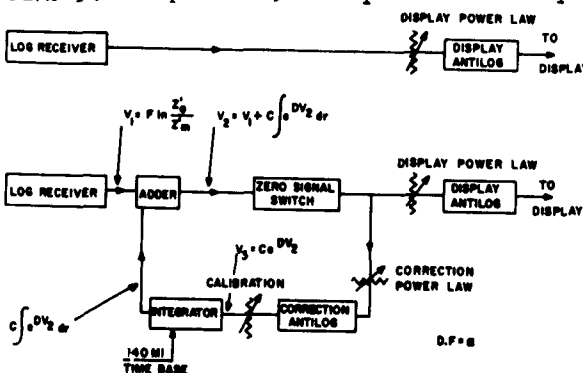 DISPLAY POWER LAW
LOG RECEIVER
DISPLAY ANTILOG
TO DISPLAY
V₁ = F ln Z'a/Z'm
V₂ = V₁ + C∫e^DV₂ dr
DISPLAY POWER LAW
LOG RECEIVER
ADDER
ZERO SIGNAL SWITCH
DISPLAY ANTILOG
TO DISPLAY
V₃ = Ce^DV₂
CALIBRATION
CORRECTION POWER LAW
C∫e^DV₂ dr
INTEGRATOR
CORRECTION ANTILOG
D.F = a
140 MI
TIME BASE